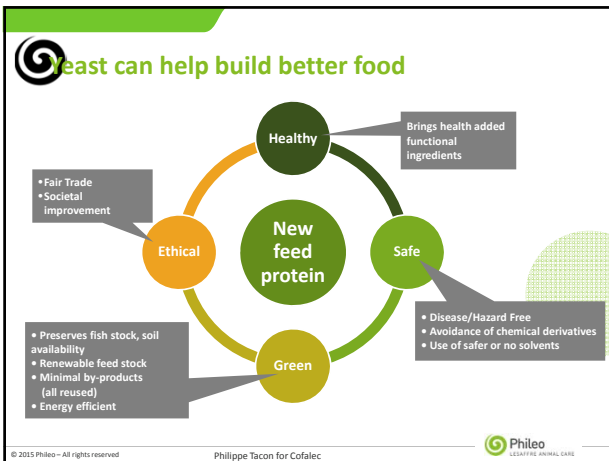 Yeast can help build better food
Healthy
Brings health added
functional
ingredients
• Fair Trade
• Societal
improvement
Ethical
New
feed
protein
Safe
• Disease/Hazard Free
• Avoidance of chemical derivatives
• Use of safer or no solvents
• Preserves fish stock, soil
availability
• Renewable feed stock
• Minimal by-products
(all reused)
• Energy efficient
Green
© 2015 Phileo – All rights reserved
Philippe Tacon for Cofalec
Phileo
LESAFFRE ANIMAL CARE